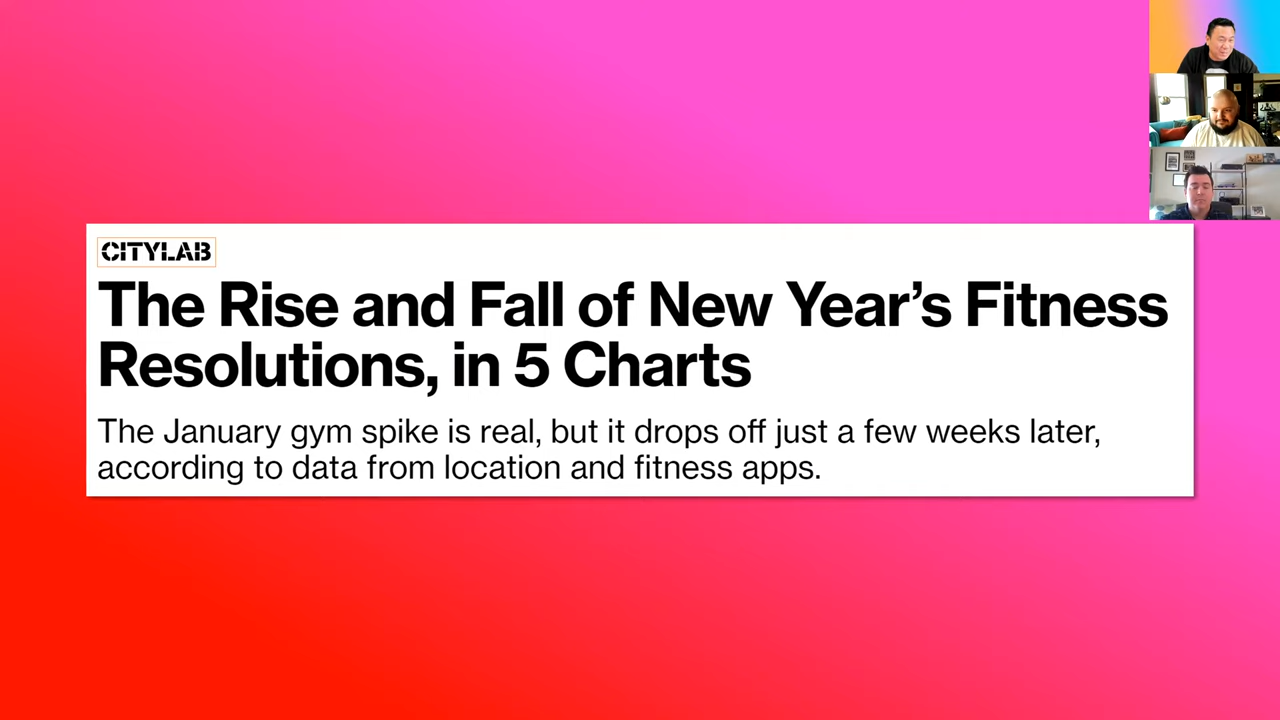 CITYLAB
The Rise and Fall of New Year’s Fitness
Resolutions, in 5 Charts
The January gym spike is real, but it drops off just a few weeks later,
according to data from location and fitness apps.